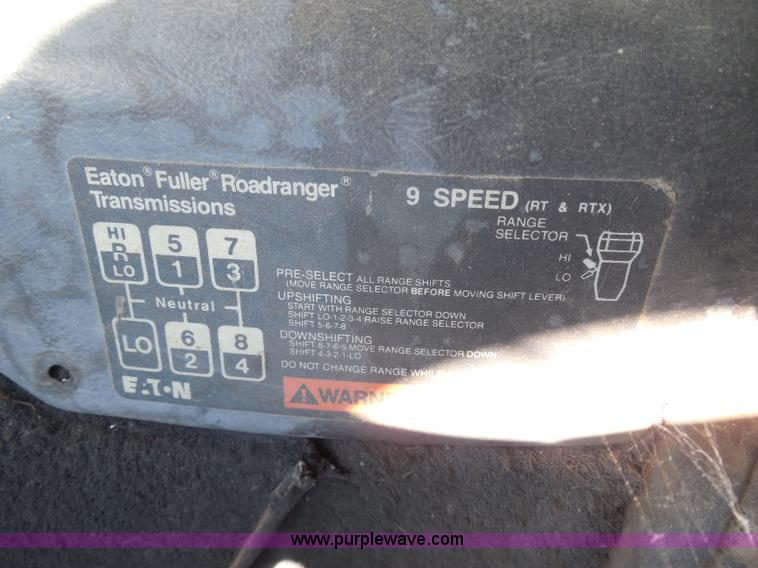 Eaton® Fuller® Roadranger®
Transmissions
9 SPEED (RT & RTX)
RANGE
SELECTOR
HI
LO
HI 5 7
R
LO 1 3
Neutral
LO 6 8
2 4
EATON
PRE-SELECT ALL RANGE SHIFTS
(MOVE RANGE SELECTOR BEFORE MOVING SHIFT LEVER)
UPSHIFTING
START WITH RANGE SELECTOR DOWN
SHIFT LO-1-2-3-4 RAISE RANGE SELECTOR
SHIFT 5-6-7-8
DOWNSHIFTING
SHIFT 8-7-6-5 MOVE RANGE SELECTOR DOWN
SHIFT 4-3-2-1-LO
DO NOT CHANGE RANGE WHILE
www.purplewave.com